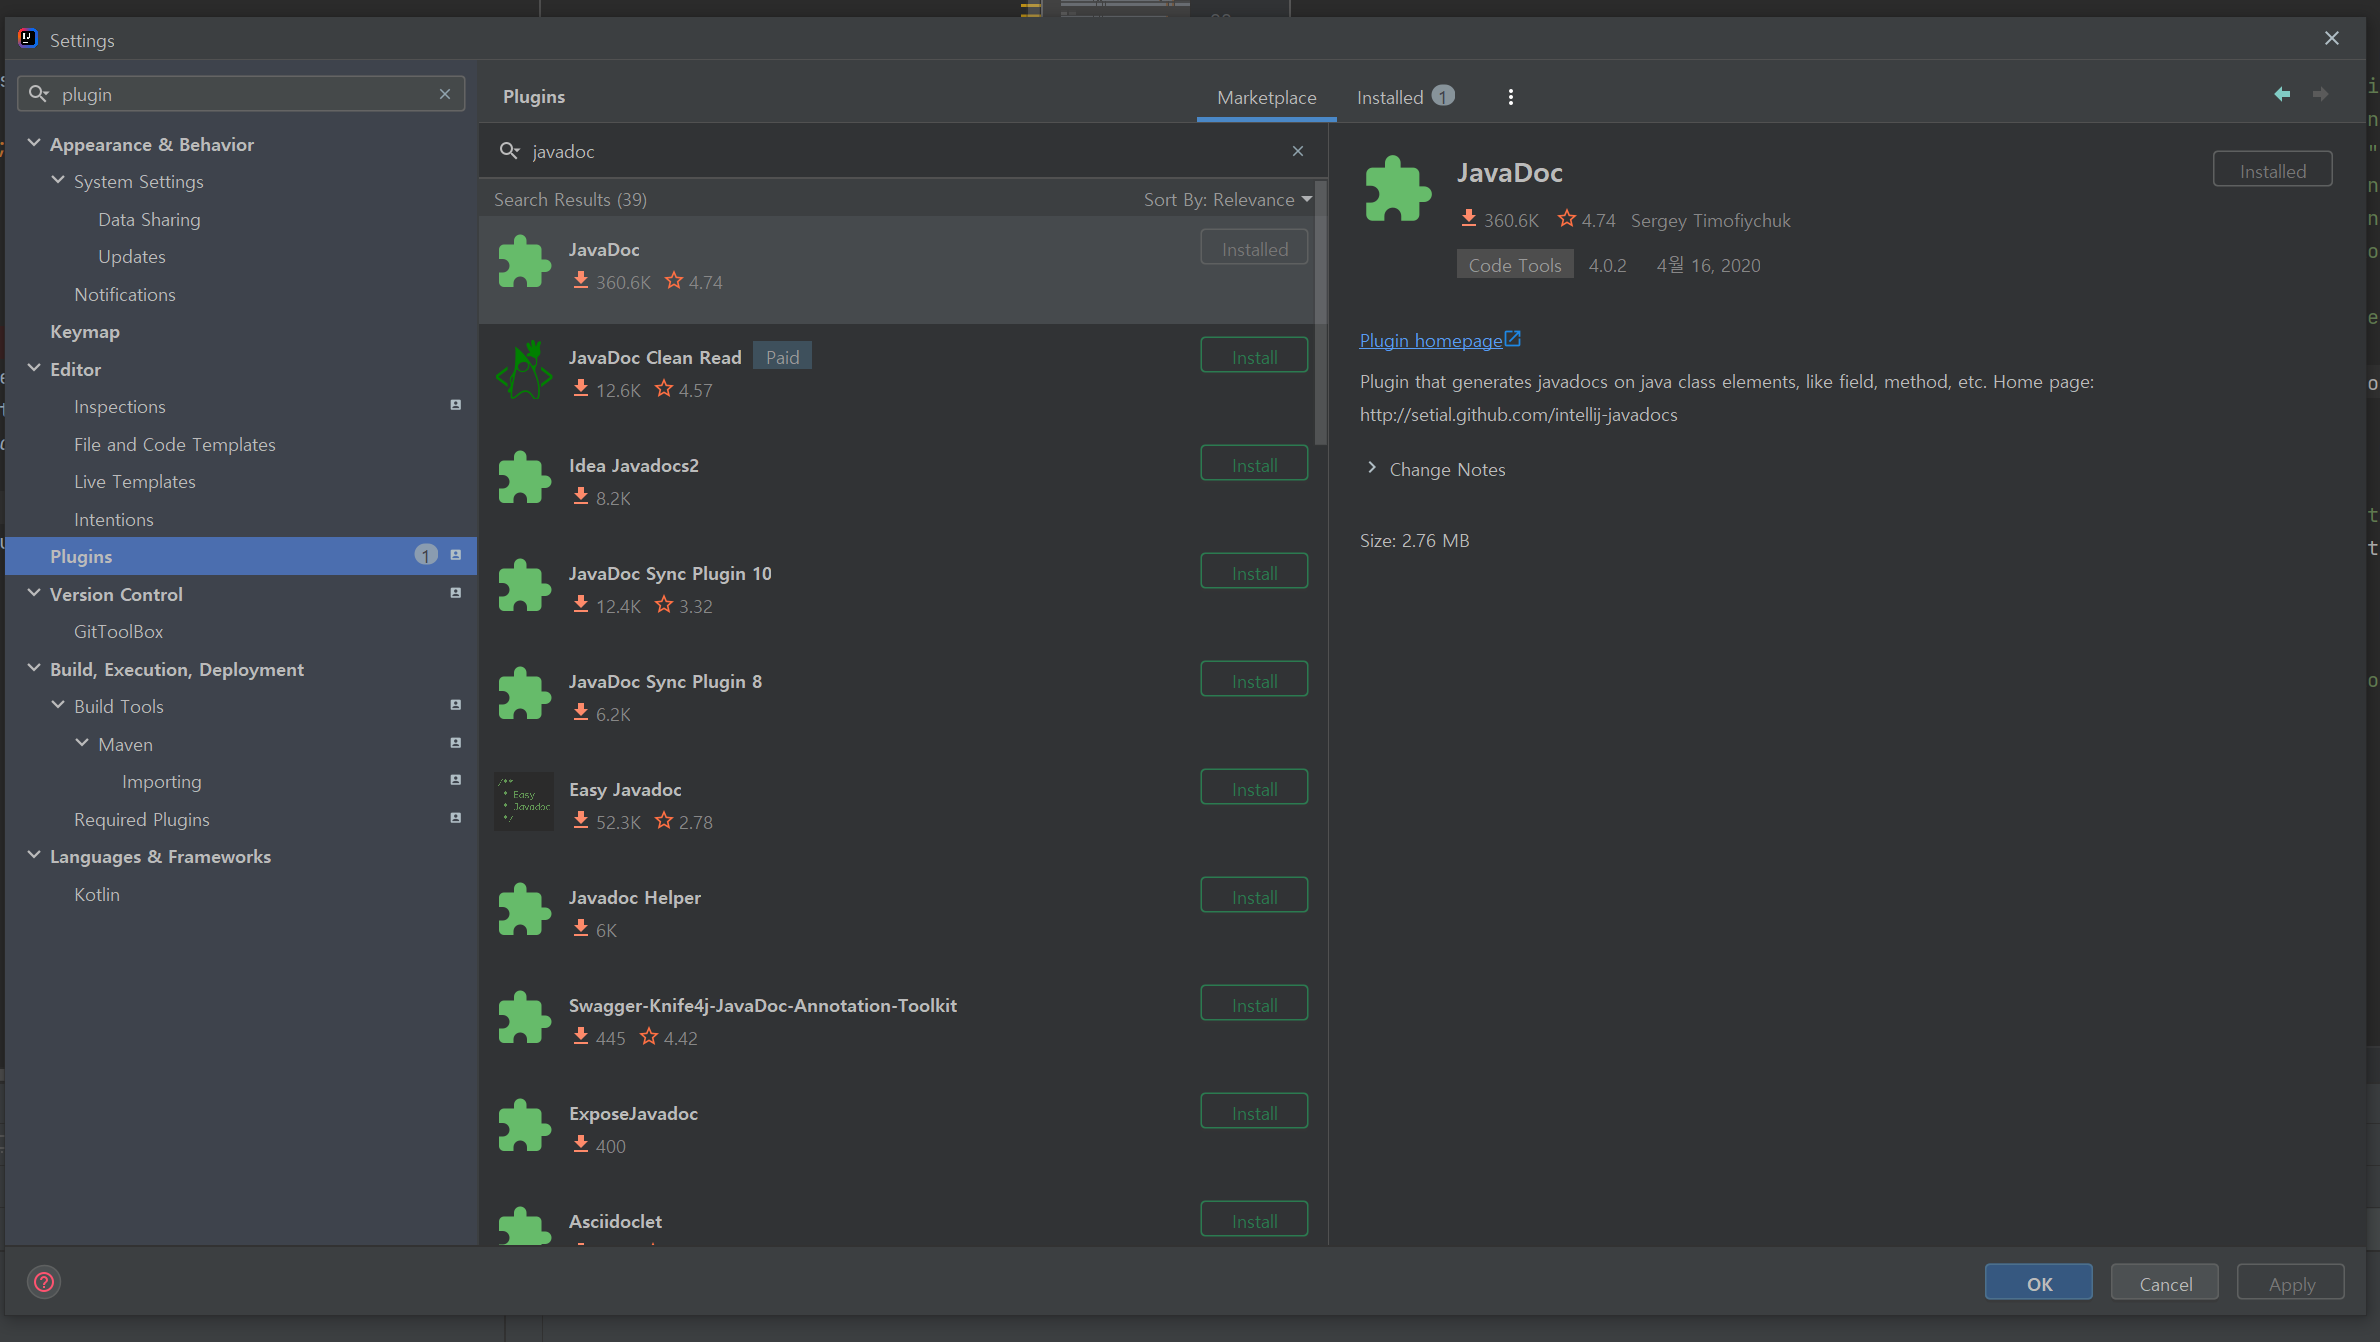 Settings
plugin
Appearance & Behavior
System Settings
Data Sharing
Updates
Notifications
Keymap
Editor
Inspections
File and Code Templates
Live Templates
Intentions
Plugins 1
Version Control
GitToolBox
Build, Execution, Deployment
Build Tools
Maven
Importing
Required Plugins
Languages & Frameworks
Kotlin
Plugins
Marketplace Installed 1
javadoc
Search Results (39) Sort By: Relevance
JavaDoc Installed
360.6K 4.74
JavaDoc Clean Read Paid Install
12.6K 4.57
Idea Javadocs2 Install
8.2K
JavaDoc Sync Plugin 10 Install
12.4K 3.32
JavaDoc Sync Plugin 8 Install
6.2K
/**
* Easy
* Javadoc
*/
Easy Javadoc Install
52.3K 2.78
Javadoc Helper Install
6K
Swagger-Knife4j-JavaDoc-Annotation-Toolkit Install
445 4.42
ExposeJavadoc Install
400
Asciidoclet Install
JavaDoc Installed
360.6K 4.74 Sergey Timofiychuk
Code Tools 4.0.2 4월 16, 2020
Plugin homepage
Plugin that generates javadocs on java class elements, like field, method, etc. Home page:
http://setial.github.com/intellij-javadocs
Change Notes
Size: 2.76 MB
?
OK Cancel Apply